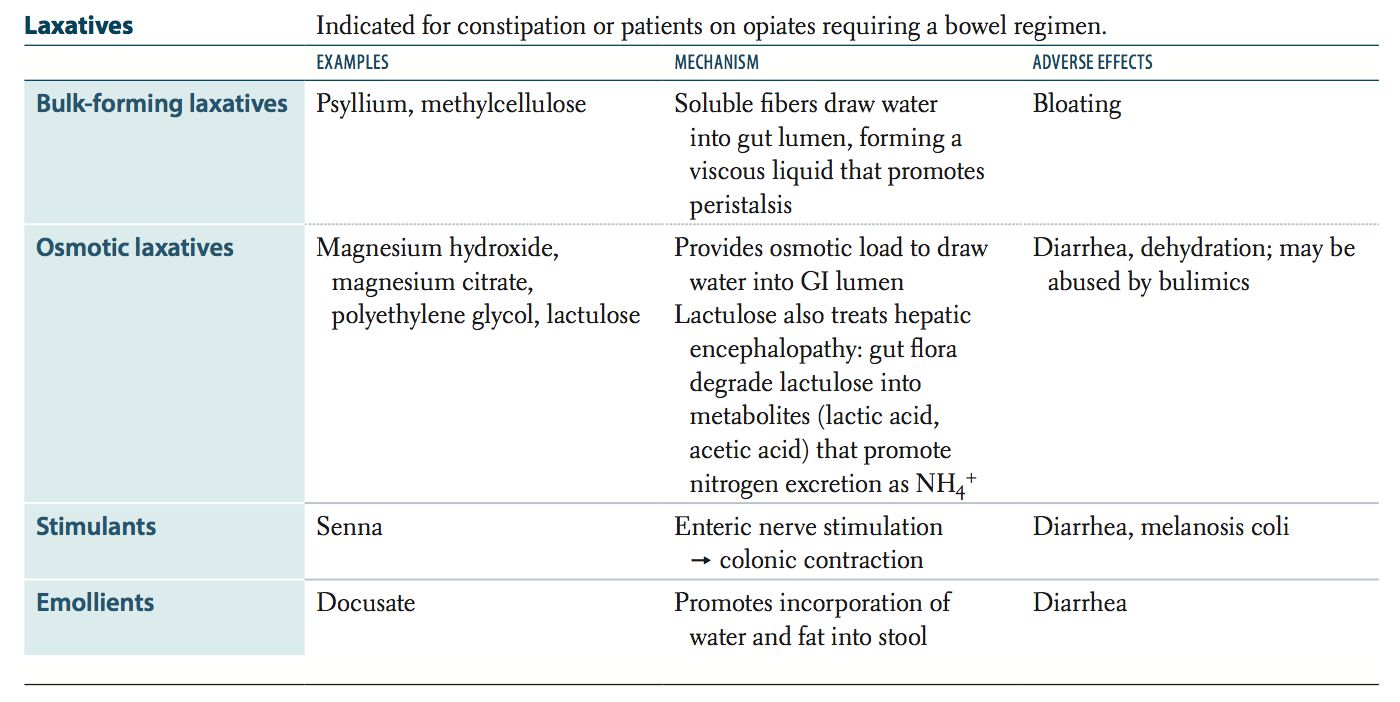 Laxatives Indicated for constipation or patients on opiates requiring a bowel regimen.
EXAMPLES MECHANISM ADVERSE EFFECTS
Bulk-forming laxatives Psyllium, methylcellulose Soluble fibers draw water Bloating
into gut lumen, forming a
viscous liquid that promotes
peristalsis
Osmotic laxatives Magnesium hydroxide, Provides osmotic load to draw Diarrhea, dehydration; may be
magnesium citrate, water into GI lumen abused by bulimics
polyethylene glycol, lactulose Lactulose also treats hepatic
encephalopathy: gut flora
degrade lactulose into
metabolites (lactic acid,
acetic acid) that promote
nitrogen excretion as NH₄⁺
Stimulants Senna Enteric nerve stimulation Diarrhea, melanosis coli
→ colonic contraction
Emollients Docusate Promotes incorporation of Diarrhea
water and fat into stool